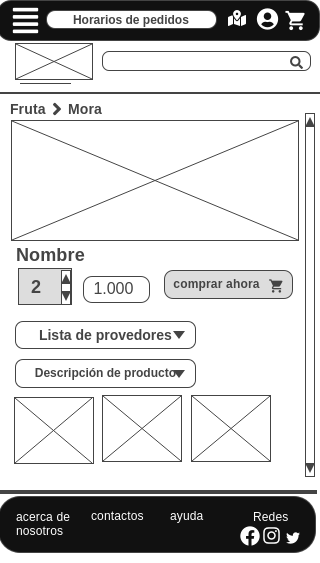 Horarios de pedidos
Fruta
Mora
Nombre
2
1.000
comprar ahora
Lista de provedores
Descripción de producto
acerca de
nosotros
contactos
ayuda
Redes